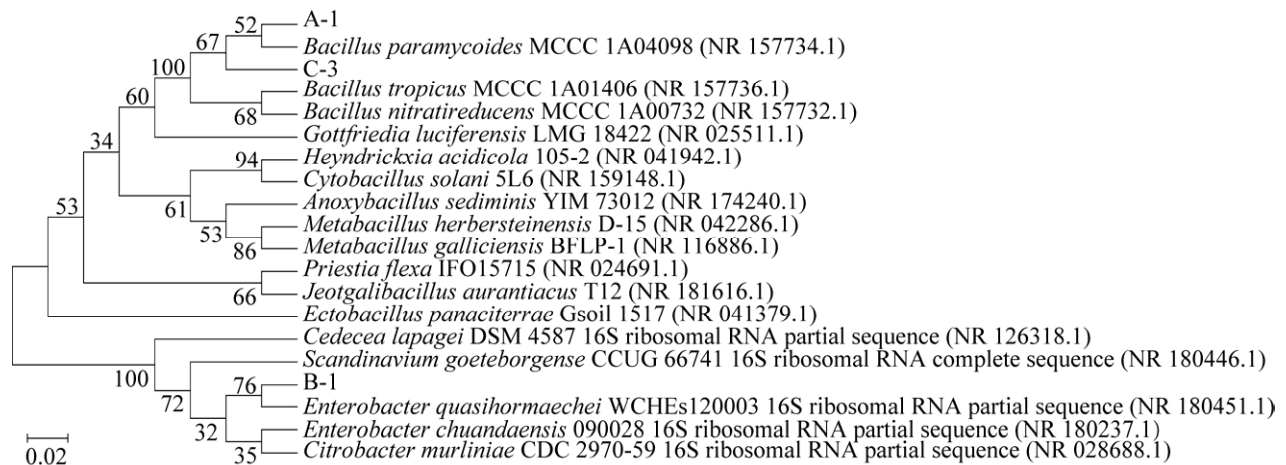 52
A-1
67
Bacillus paramycoides MCCC 1A04098 (NR 157734.1)
100
C-3
Bacillus tropicus MCCC 1A01406 (NR 157736.1)
60
68
Bacillus nitratireducens MCCC 1A00732 (NR 157732.1)
34
Gottfriedia luciferensis LMG 18422 (NR 025511.1)
94
Heyndrickxia acidicola 105-2 (NR 041942.1)
Cytobacillus solani 5L6 (NR 159148.1)
53
61
Anoxybacillus sediminis YIM 73012 (NR 174240.1)
53
Metabacillus herbersteinensis D-15 (NR 042286.1)
86
Metabacillus galliciensis BFLP-1 (NR 116886.1)
Priestia flexa IFO15715 (NR 024691.1)
66
Jeotgalibacillus aurantiacus T12 (NR 181616.1)
Ectobacillus panaciterrae Gsoil 1517 (NR 041379.1)
Cedecea lapagei DSM 4587 16S ribosomal RNA partial sequence (NR 126318.1)
100
Scandinavium goeteborgense CCUG 66741 16S ribosomal RNA complete sequence (NR 180446.1)
76
B-1
72
Enterobacter quasihormaechei WCHEs120003 16S ribosomal RNA partial sequence (NR 180451.1)
32
Enterobacter chuandaensis 090028 16S ribosomal RNA partial sequence (NR 180237.1)
35
Citrobacter murliniae CDC 2970-59 16S ribosomal RNA partial sequence (NR 028688.1)
0.02